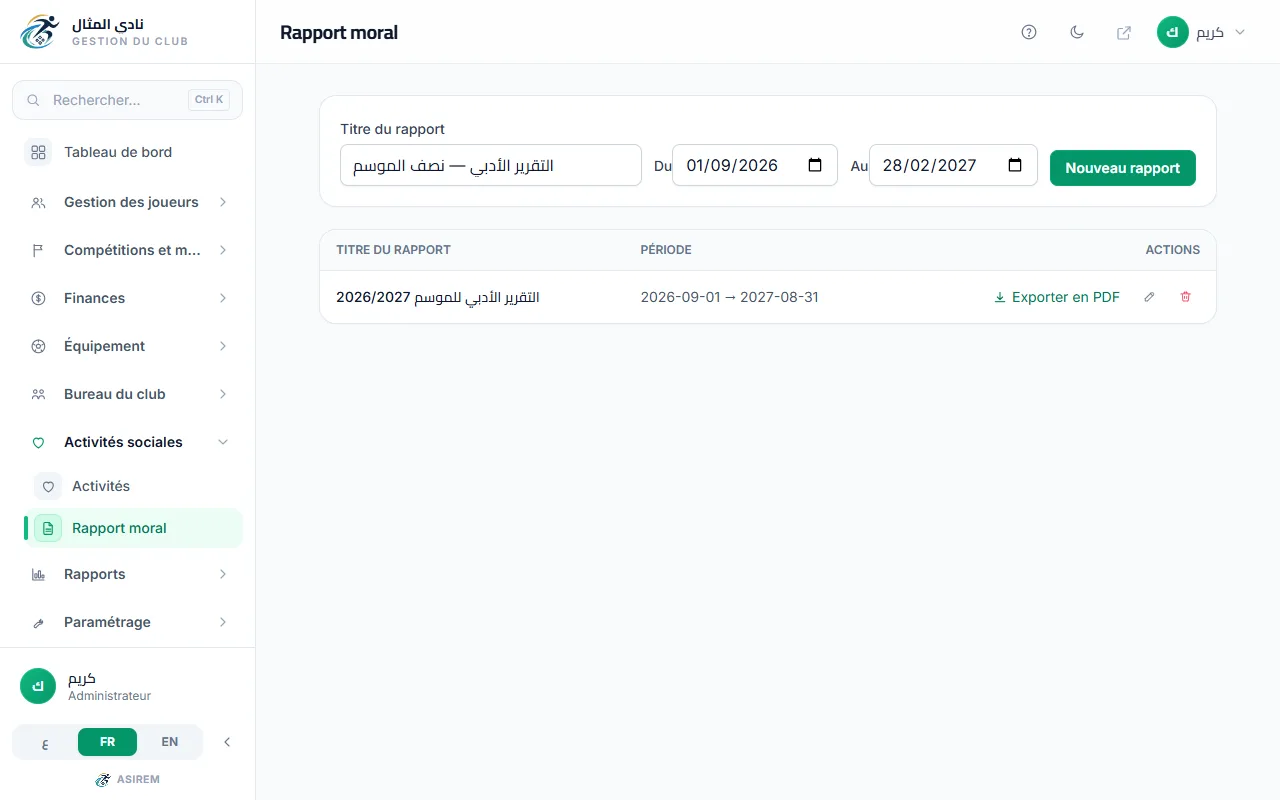 نادي المثال
GESTION DU CLUB
Rechercher...
Ctrl K
Tableau de bord
Gestion des joueurs
Compétitions et m...
Finances
Équipement
Bureau du club
Activités sociales
Activités
Rapport moral
Rapports
Paramétrage
ك
كريم
Administrateur
ع
FR
EN
ASIREM
Rapport moral
ك
كريم
Titre du rapport
التقرير الأدبي — نصف الموسم
Du
01/09/2026
Au
28/02/2027
Nouveau rapport
TITRE DU RAPPORT
PÉRIODE
ACTIONS
التقرير الأدبي للموسم 2026/2027
2026-09-01 → 2027-08-31
Exporter en PDF